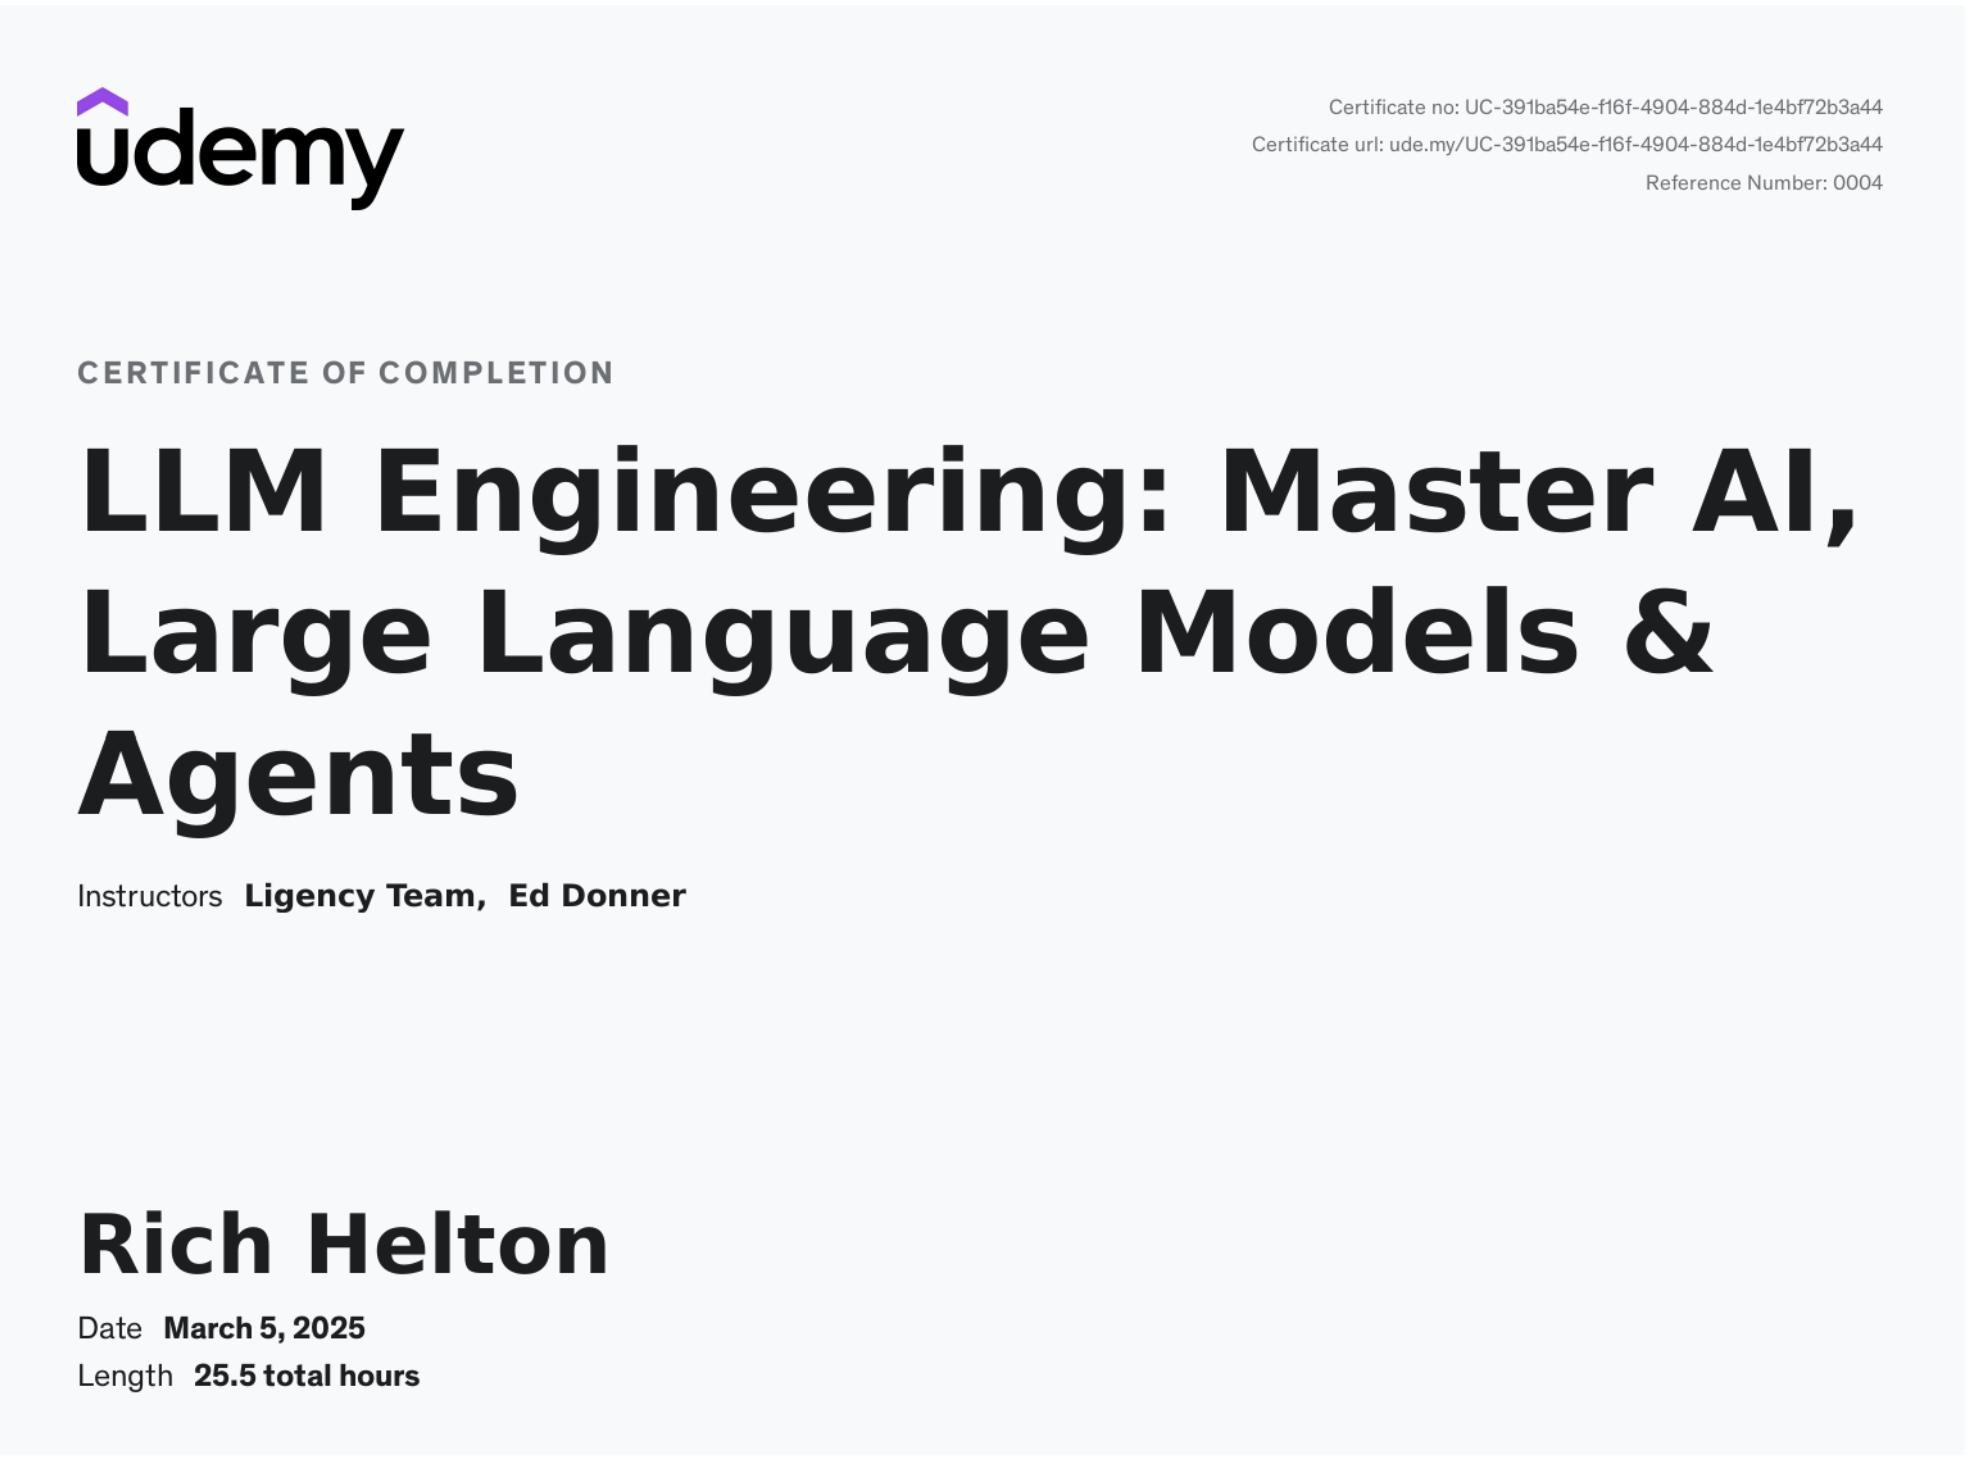 udemy
Certificate no: UC-391ba54e-f16f-4904-884d-1e4bf72b3a44
Certificate url: ude.my/UC-391ba54e-f16f-4904-884d-1e4bf72b3a44
Reference Number: 0004
CERTIFICATE OF COMPLETION
LLM Engineering: Master AI,
Large Language Models &
Agents
Instructors Ligency Team, Ed Donner
Rich Helton
Date March 5, 2025
Length 25.5 total hours